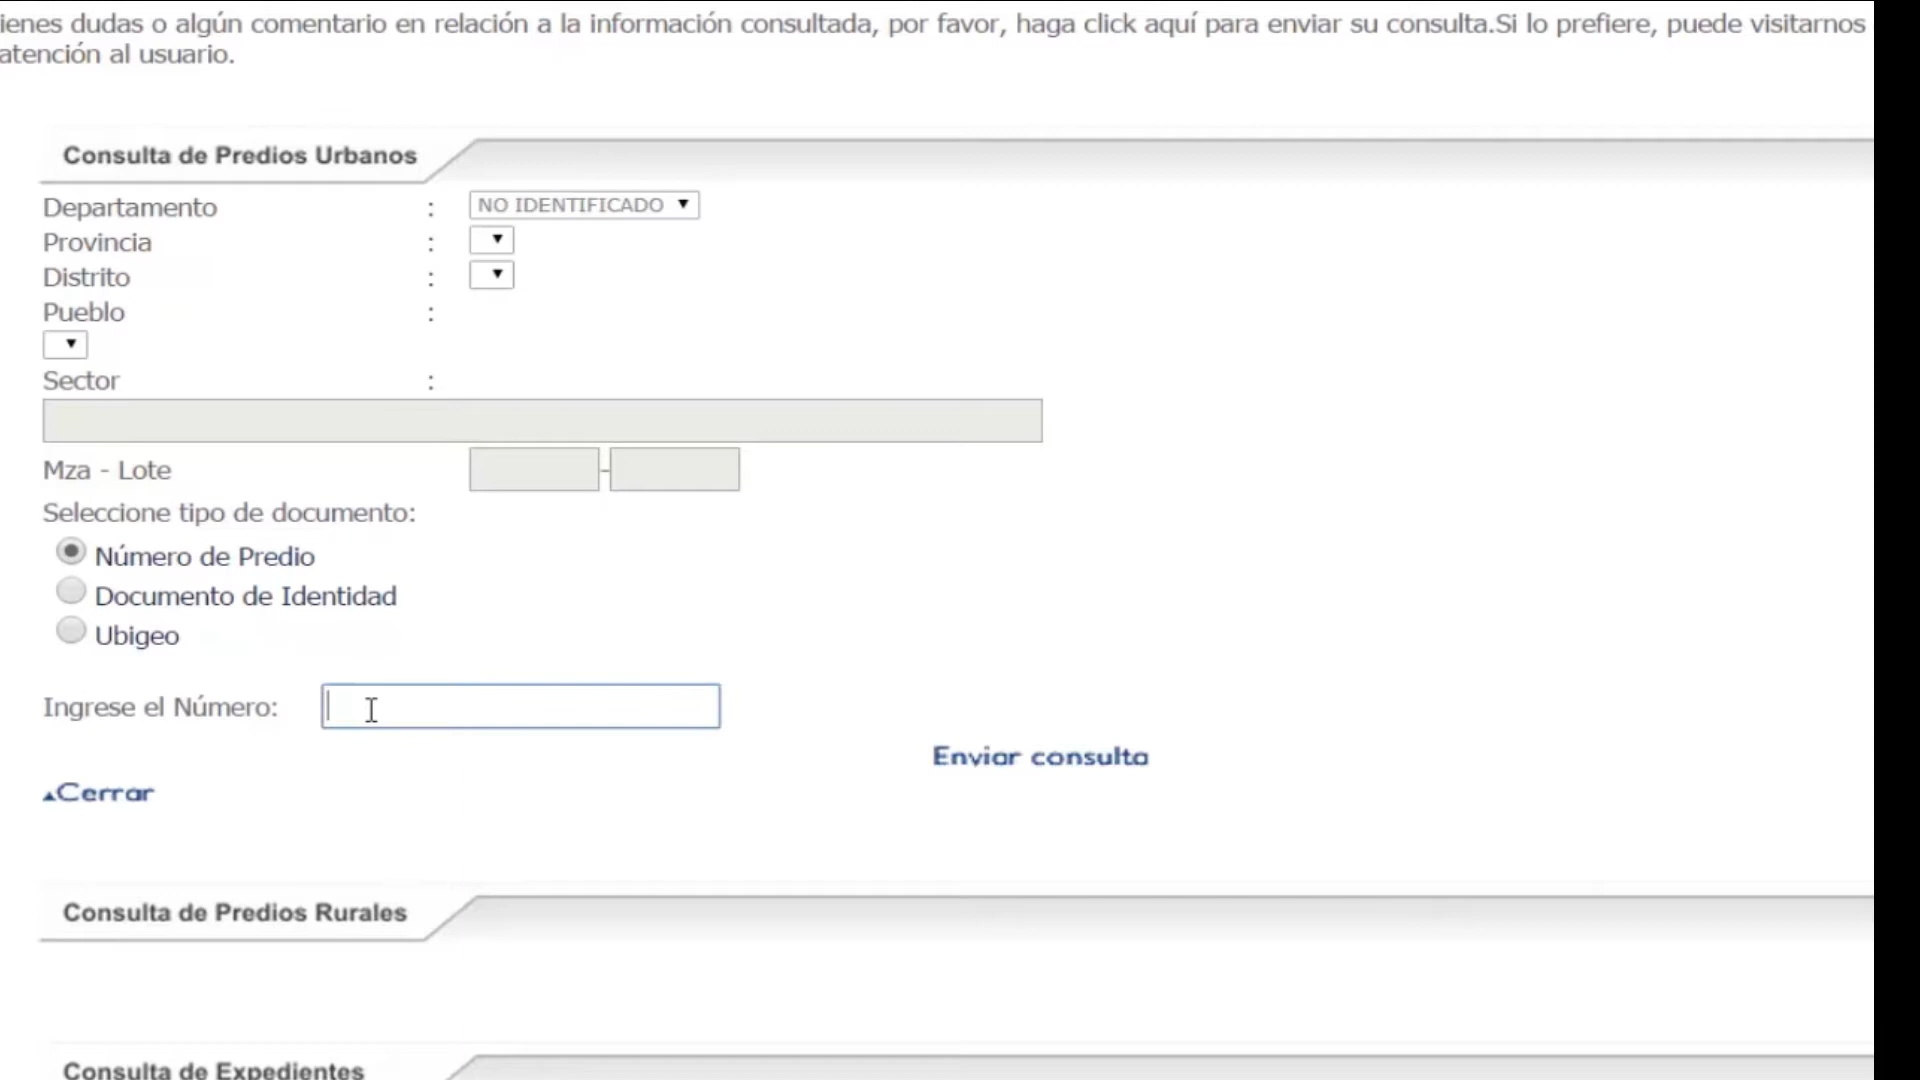 ienes dudas o algún comentario en relación a la información consultada, por favor, haga click aquí para enviar su consulta.Si lo prefiere, puede visitarnos
atención al usuario.
Consulta de Predios Urbanos
Departamento : NO IDENTIFICADO
Provincia :
Distrito :
Pueblo :
Sector :
Mza - Lote -
Seleccione tipo de documento:
Número de Predio
Documento de Identidad
Ubigeo
Ingrese el Número:
Enviar consulta
Cerrar
Consulta de Predios Rurales
Consulta de Expedientes